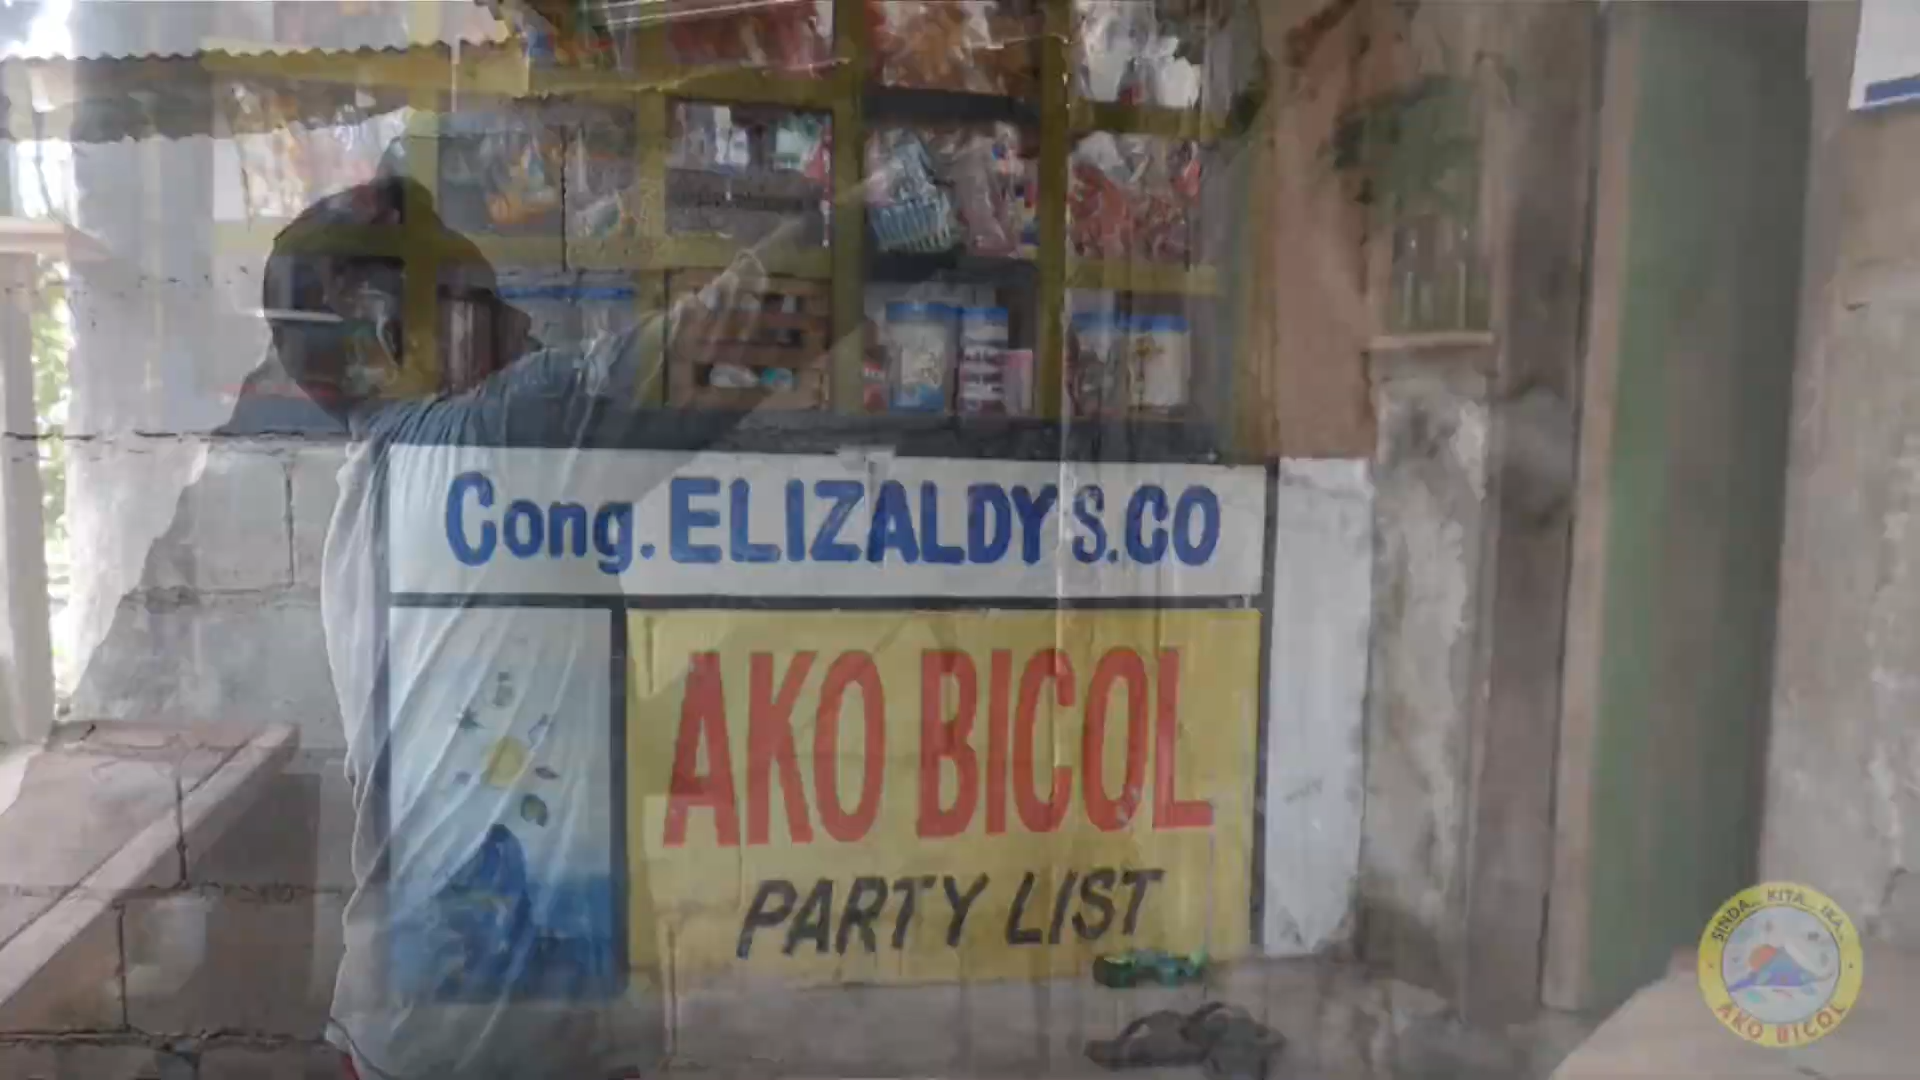 Cong. ELIZALDY S. CO
AKO BICOL
PARTY LIST
SINDA.. KITA.. IKA..
AKO BICOL